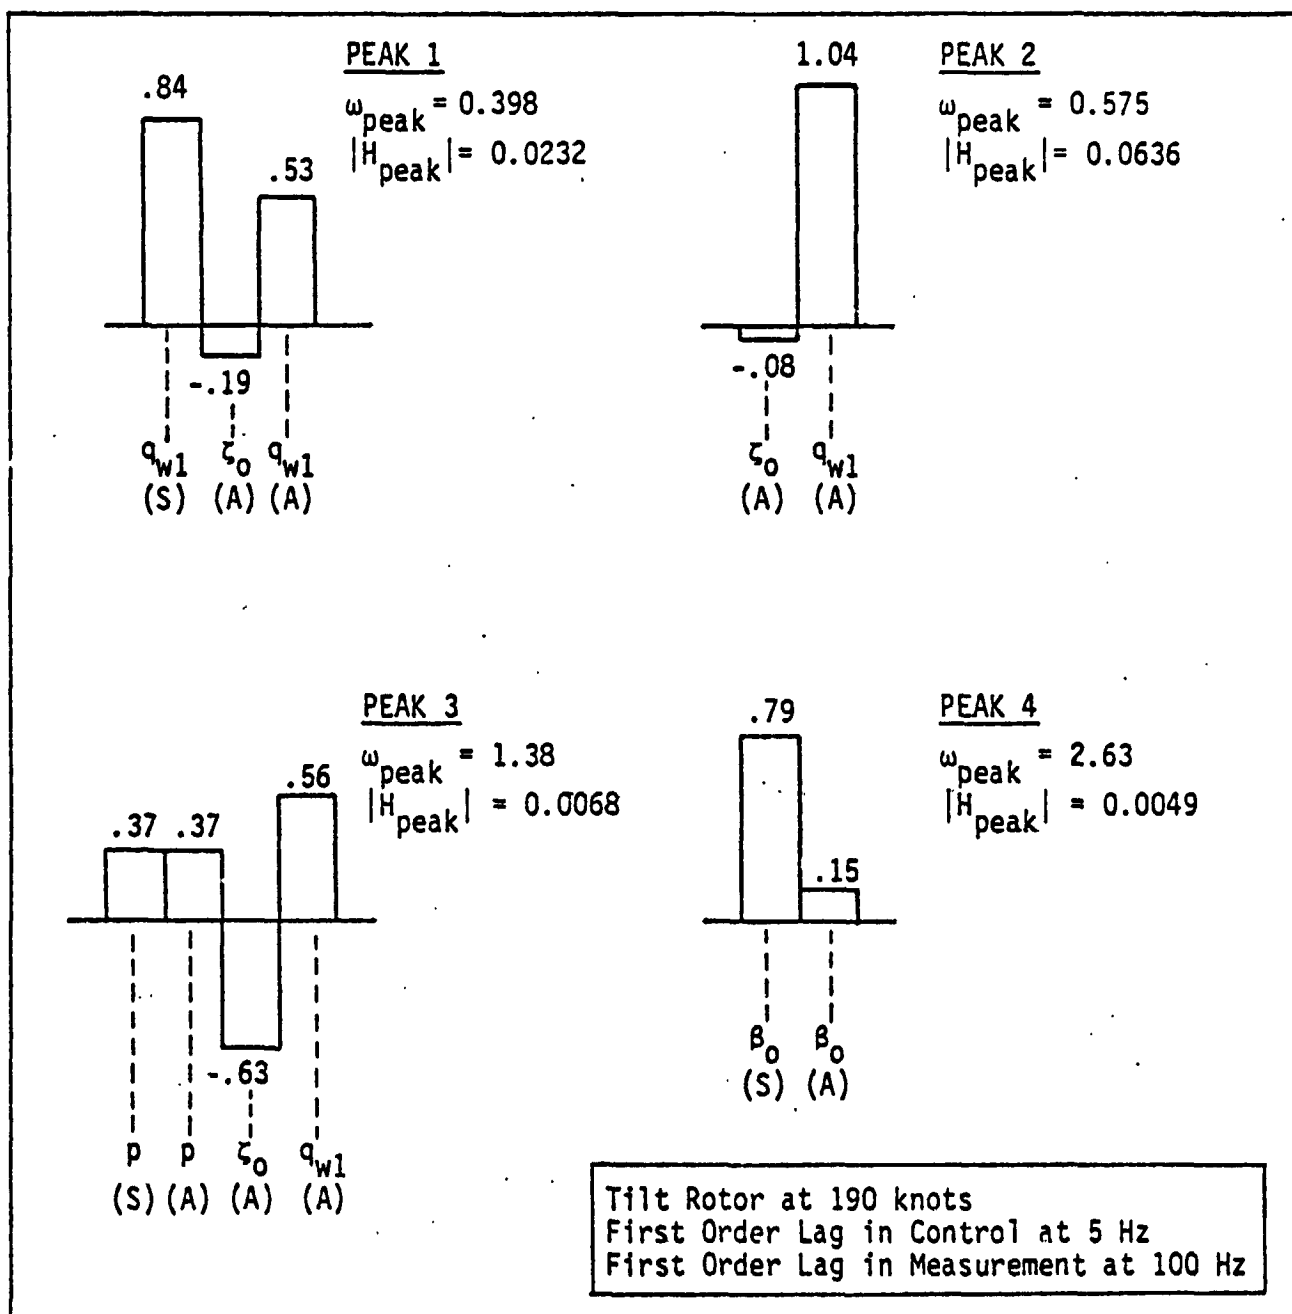 PEAK 1
ω_peak = 0.398
|H_peak| = 0.0232
.84
.53
-.19
q_w1 ζ_o q_w1
(S) (A) (A)
PEAK 2
ω_peak = 0.575
|H_peak| = 0.0636
1.04
-.08
ζ_o q_w1
(A) (A)
PEAK 3
ω_peak = 1.38
|H_peak| = 0.0068
.37 .37
.56
-.63
p p ζ_o q_w1
(S) (A) (A) (A)
PEAK 4
ω_peak = 2.63
|H_peak| = 0.0049
.79
.15
β_o β_o
(S) (A)
Tilt Rotor at 190 knots
First Order Lag in Control at 5 Hz
First Order Lag in Measurement at 100 Hz